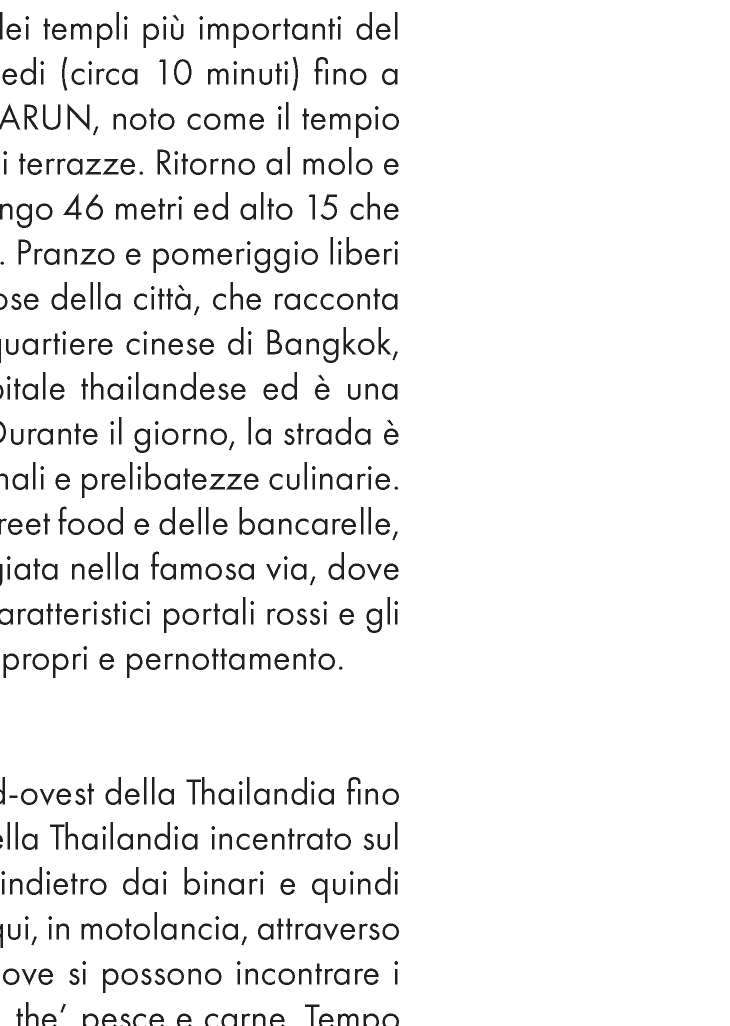 dei templi più importanti del
edi (circa 10 minuti) fino a
ARUN, noto come il tempio
i terrazze. Ritorno al molo e
ngo 46 metri ed alto 15 che
. Pranzo e pomeriggio liberi
ose della città, che racconta
quartiere cinese di Bangkok,
pitale thailandese ed è una
Durante il giorno, la strada è
nali e prelibatezze culinarie.
reet food e delle bancarelle,
giata nella famosa via, dove
aratteristici portali rossi e gli
propri e pernottamento.
d-ovest della Thailandia fino
ella Thailandia incentrato sul
indietro dai binari e quindi
qui, in motolancia, attraverso
ove si possono incontrare i
the’ pesce e carne. Tempo